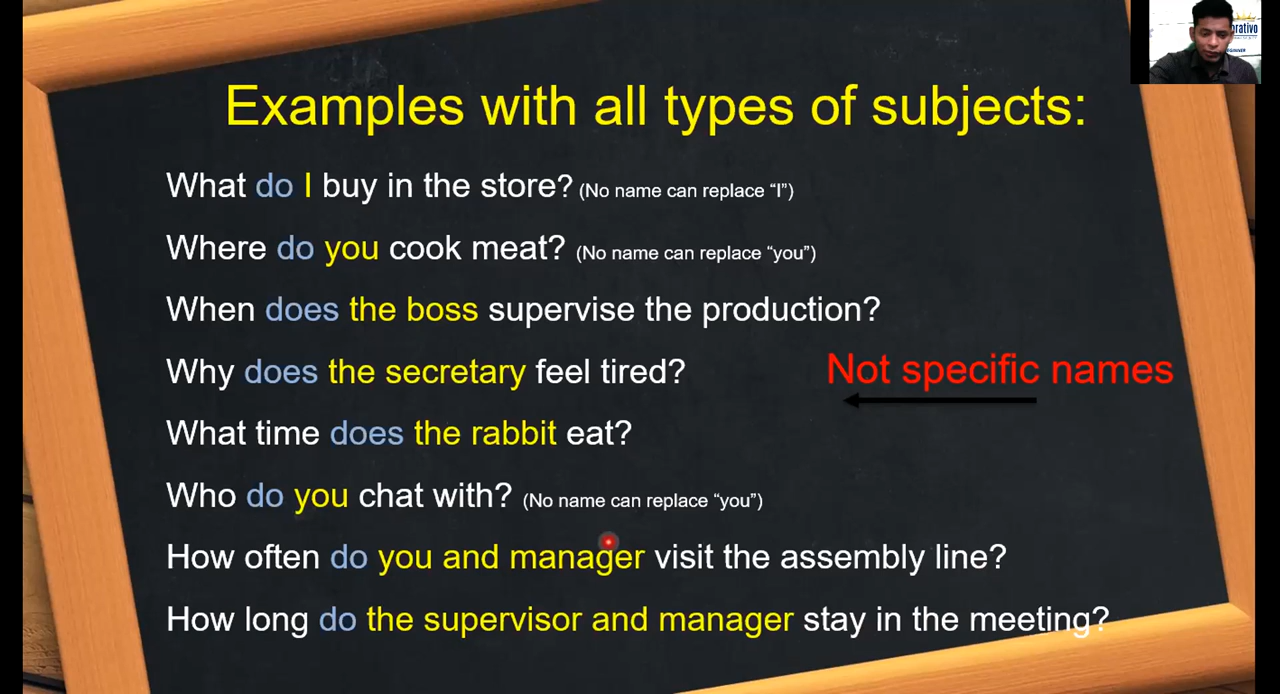 Examples with all types of subjects:
What do I buy in the store? (No name can replace “I”)
Where do you cook meat? (No name can replace “you”)
When does the boss supervise the production?
Why does the secretary feel tired?
Not specific names
What time does the rabbit eat?
Who do you chat with? (No name can replace “you”)
How often do you and manager visit the assembly line?
How long do the supervisor and manager stay in the meeting?